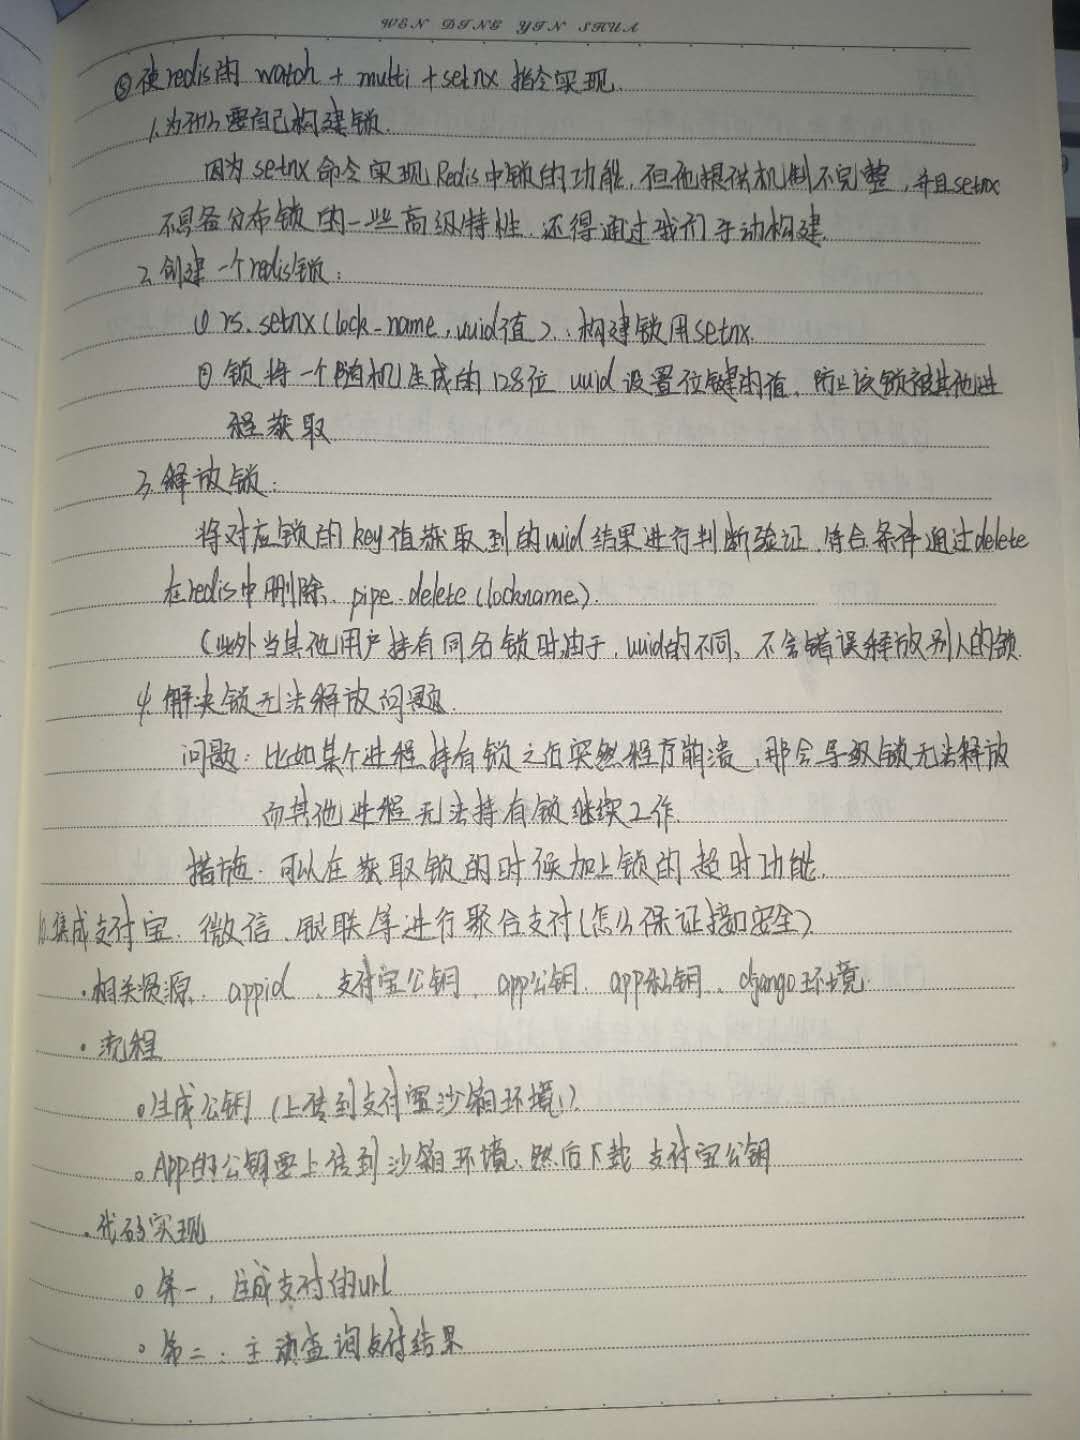 WEN DING YIN SHUA
⑤使redis用 watch + multi + setnx 指令实现.
1.为什么要自己构建锁.
因为 setnx 命令实现 Redis中锁的功能,但他提供机制不完整,并且setnx
不具备分布锁的一些高级特性.还得通过我们手动构建.
2.创建一个redis锁:
① rs.setnx(lock-name,uuid值).:构建锁用setnx.
② 锁将一个随机生成的128位 uuid 设置位键的值,防止该锁被其他进
程获取
3.解放锁:
将对应锁的key值获取到的uuid结果进行判断验证.符合条件通过delete
在redis中删除. pipe.delete(lockname).
(此外当其他用户持有同名锁时,由于,uuid的不同,不会错误释放别人的锁.
4.解决锁无法释放问题.
问题:比如某个进程持有锁之后突然程序崩溃,那会导致锁无法释放
而其他进程无法持有锁继续工作.
措施.可以在获取锁的时候加上锁的超时功能.
10.集成支付宝.微信.银联等进行聚合支付(怎么保证接口安全)
·相关资源. appid 、支付宝公钥、app公钥、app私钥、django环境
·流程
。生成公钥(上传到支付宝沙箱环境).
。App的公钥要上传到沙箱环境,然后下载 支付宝公钥
·代码实现
。第一,生成支付的url
。第二.主动查询支付结果